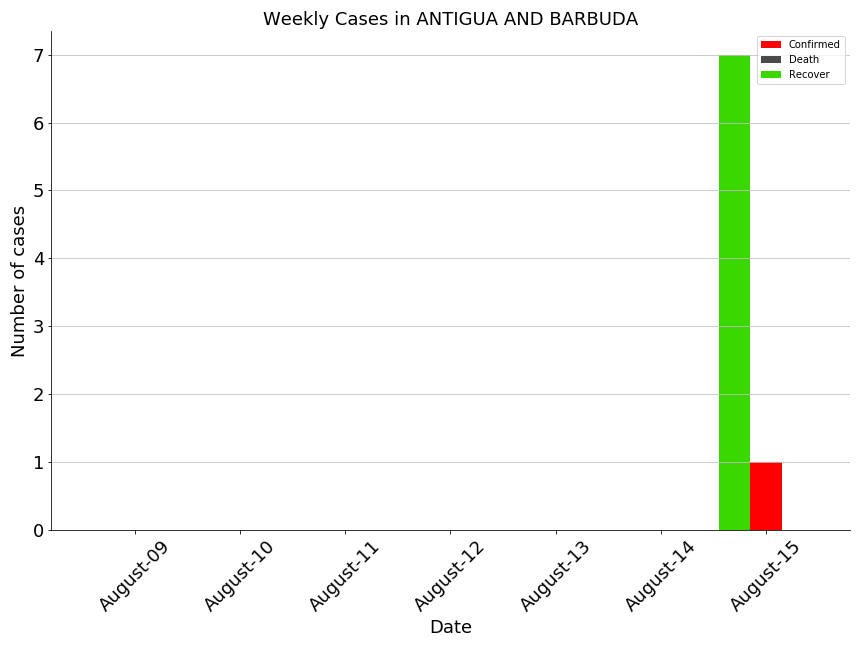 Weekly Cases in ANTIGUA AND BARBUDA
Confirmed
Death
Recover
Number of cases
7
6
5
4
3
2
1
0
August-09
August-10
August-11
August-12
August-13
August-14
August-15
Date